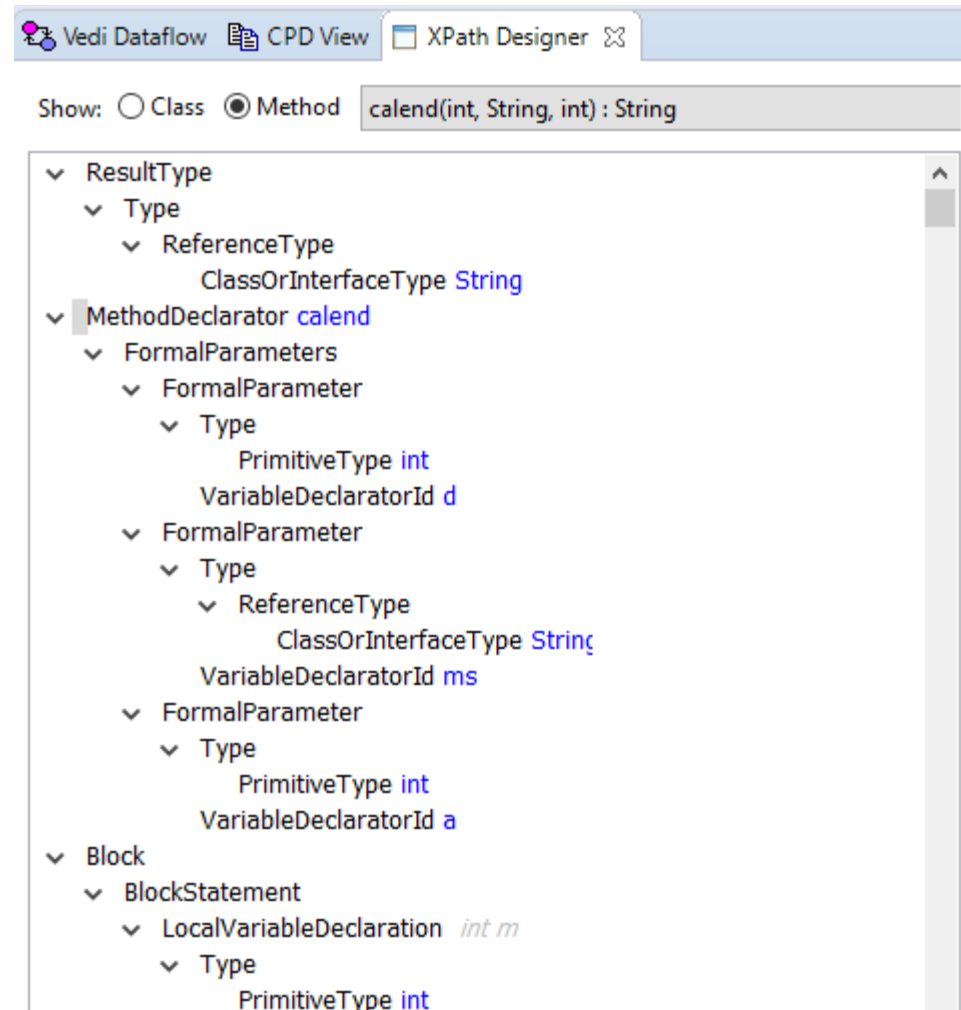 Vedi Dataflow CPD View XPath Designer
Show: Class Method calend(int, String, int) : String
ResultType
Type
ReferenceType
ClassOrInterfaceType String
MethodDeclarator calend
FormalParameters
FormalParameter
Type
PrimitiveType int
VariableDeclaratorId d
FormalParameter
Type
ReferenceType
ClassOrInterfaceType String
VariableDeclaratorId ms
FormalParameter
Type
PrimitiveType int
VariableDeclaratorId a
Block
BlockStatement
LocalVariableDeclaration int m
Type
PrimitiveType int